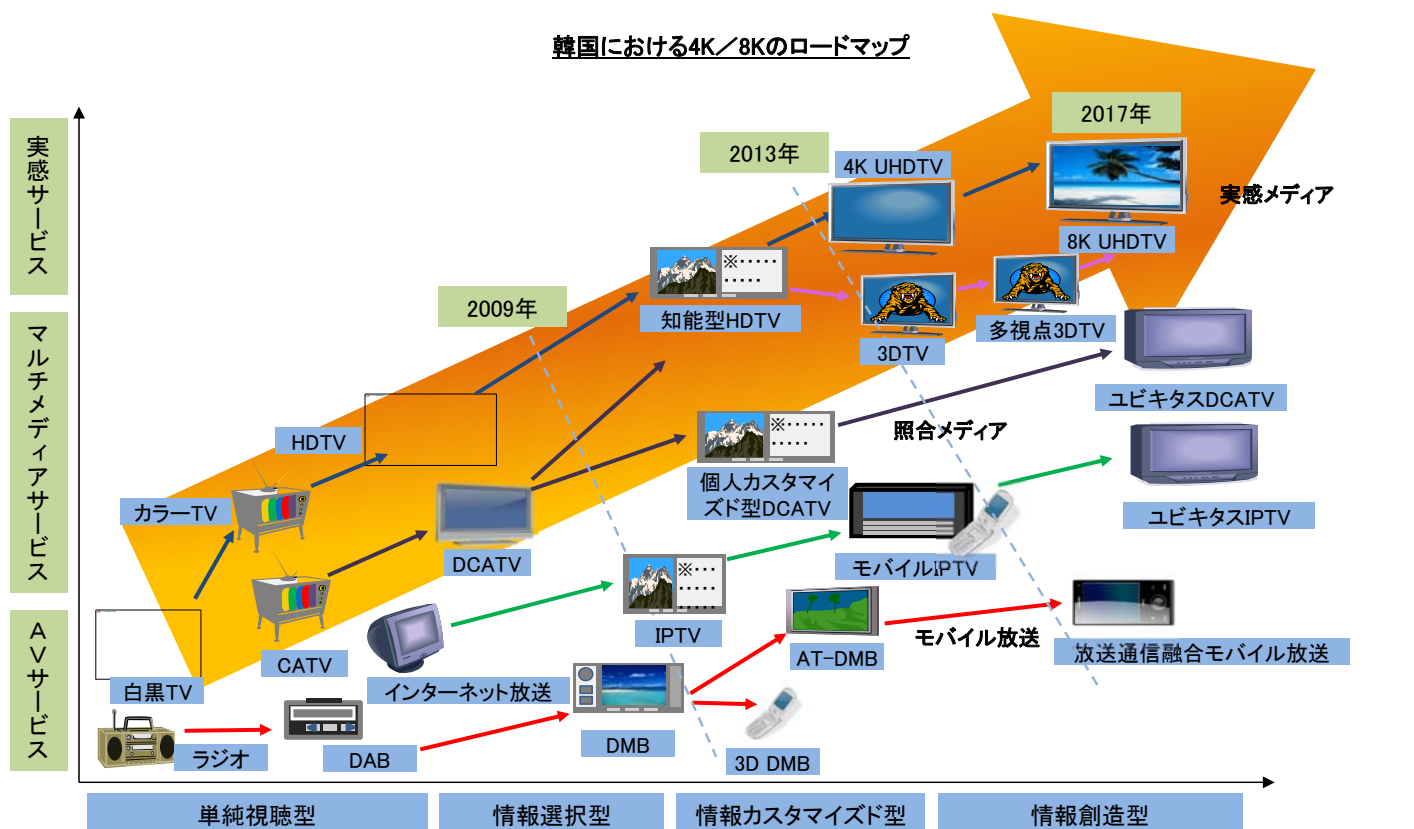 韓国における4K／8Kのロードマップ
実感サービス
マルチメディアサービス
ＡＶサービス
2017年
2013年
2009年
4K UHDTV
実感メディア
8K UHDTV
※・・・・・
・・・・・
知能型HDTV
多視点3DTV
3DTV
ユビキタスDCATV
※・・・・・
・・・・・
照合メディア
HDTV
個人カスタマイ
ズド型DCATV
カラーTV
ユビキタスIPTV
DCATV
モバイルIPTV
※・・・
・・・・・
・・・・・
IPTV
モバイル放送
AT-DMB
放送通信融合モバイル放送
CATV
白黒TV
インターネット放送
ラジオ
DAB
DMB
3D DMB
単純視聴型
情報選択型
情報カスタマイズド型
情報創造型